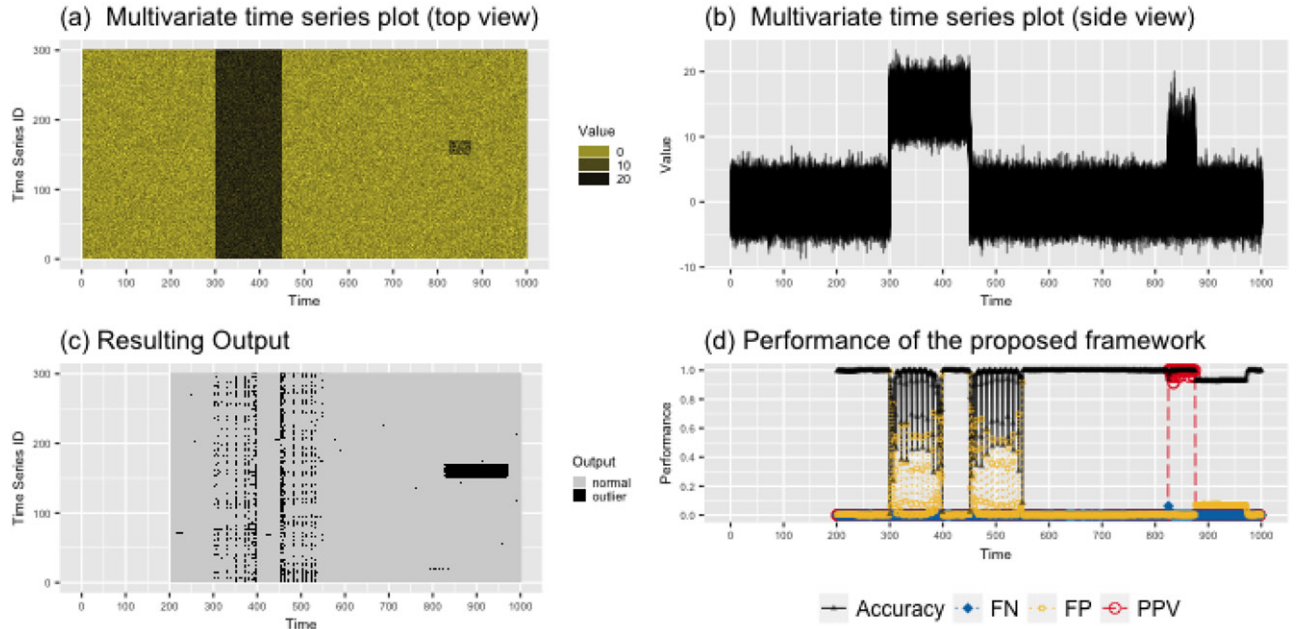 (a) Multivariate time series plot (top view)
300
200
100
0
Time Series ID
0 100 200 300 400 500 600 700 800 900 1000
Time
Value
0
10
20
(b) Multivariate time series plot (side view)
20
10
0
-10
Value
0 100 200 300 400 500 600 700 800 900 1000
Time
(c) Resulting Output
300
200
100
0
Time Series ID
0 100 200 300 400 500 600 700 800 900 1000
Time
Output
normal
outlier
(d) Performance of the proposed framework
1.0
0.8
0.6
0.4
0.2
0.0
Performance
0 100 200 300 400 500 600 700 800 900 1000
Time
Accuracy FN FP PPV